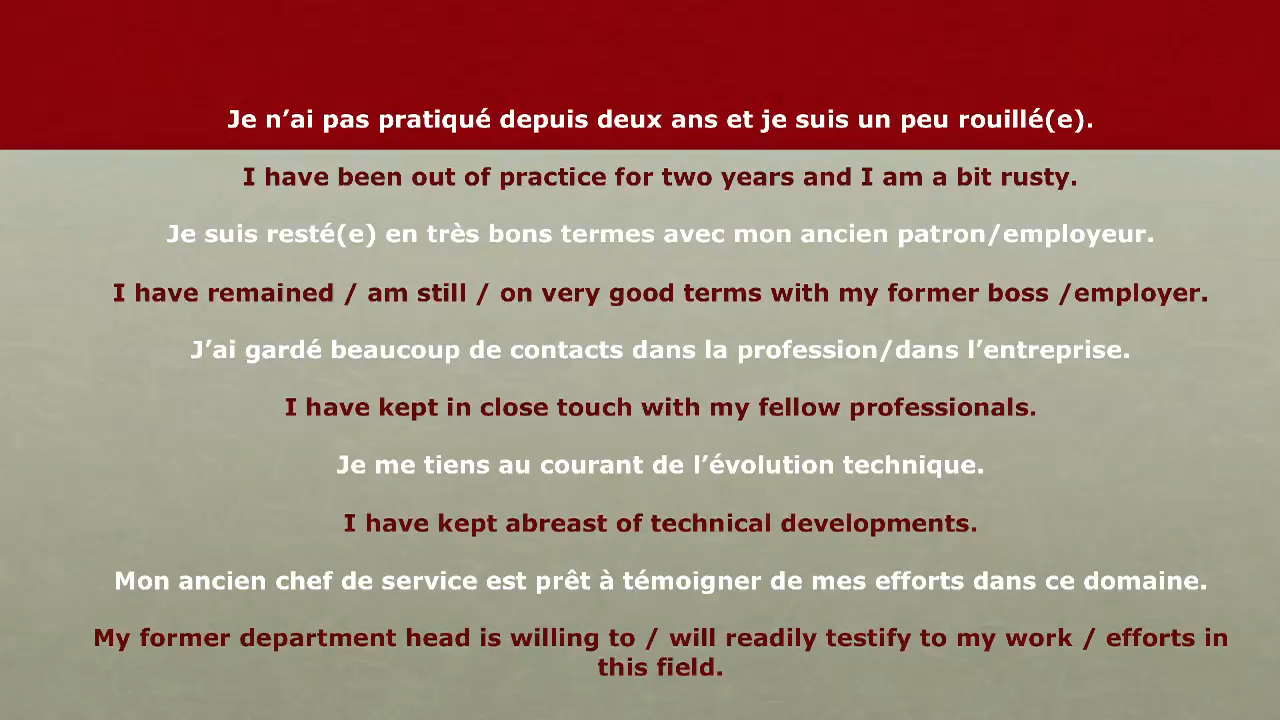 Je n’ai pas pratiqué depuis deux ans et je suis un peu rouillé(e).
I have been out of practice for two years and I am a bit rusty.
Je suis resté(e) en très bons termes avec mon ancien patron/employeur.
I have remained / am still / on very good terms with my former boss /employer.
J’ai gardé beaucoup de contacts dans la profession/dans l’entreprise.
I have kept in close touch with my fellow professionals.
Je me tiens au courant de l’évolution technique.
I have kept abreast of technical developments.
Mon ancien chef de service est prêt à témoigner de mes efforts dans ce domaine.
My former department head is willing to / will readily testify to my work / efforts in
this field.